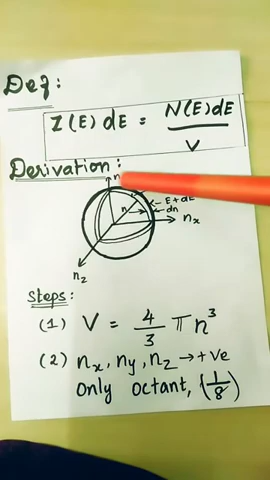 Def:
Z(E) dE = N(E)dE / V
Derivation:
n
E + dE
n
dn
nx
nz
Steps:
(1) V = 4/3 π n³
(2) nx, ny, nz → +ve
Only octant, (1/8)